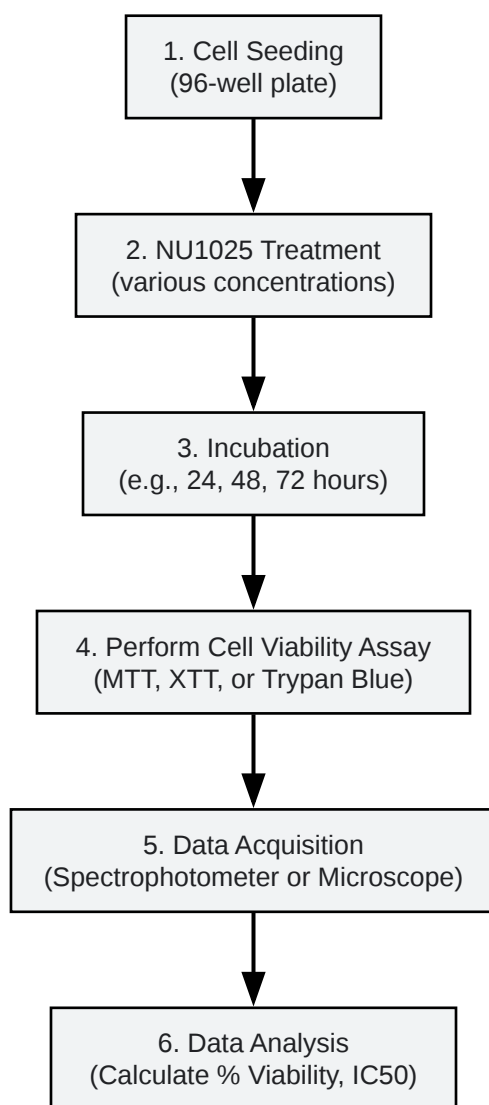 1. Cell Seeding
(96-well plate)
2. NU1025 Treatment
(various concentrations)
3. Incubation
(e.g., 24, 48, 72 hours)
4. Perform Cell Viability Assay
(MTT, XTT, or Trypan Blue)
5. Data Acquisition
(Spectrophotometer or Microscope)
6. Data Analysis
(Calculate % Viability, IC50)